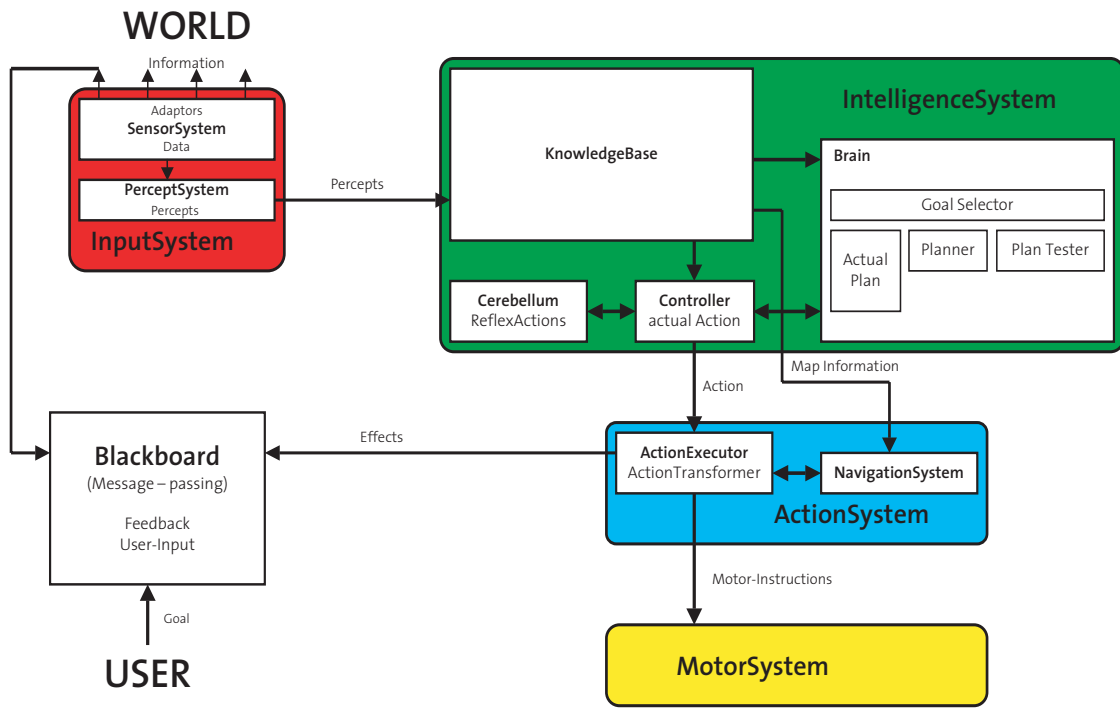 WORLD
Information
Adaptors
SensorSystem
Data
PerceptSystem
Percepts
InputSystem
Percepts
IntelligenceSystem
KnowledgeBase
Brain
Goal Selector
Actual
Plan
Planner
Plan Tester
Cerebellum
ReflexActions
Controller
actual Action
Map Information
Action
Effects
Blackboard
(Message – passing)
Feedback
User-Input
ActionExecutor
ActionTransformer
NavigationSystem
ActionSystem
Motor-Instructions
Goal
USER
MotorSystem